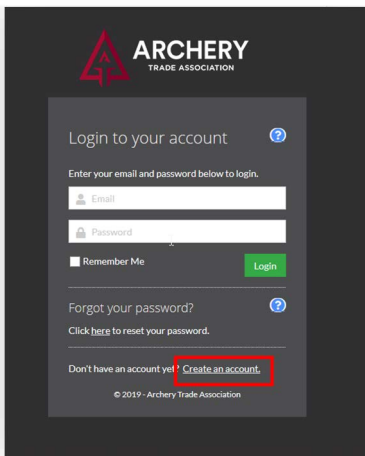 ARCHERY
TRADE ASSOCIATION
Login to your account
?
Enter your email and password below to login.
Email
Password
Remember Me
Login
Forgot your password?
?
Click here to reset your password.
Don't have an account yet? Create an account.
© 2019 - Archery Trade Association